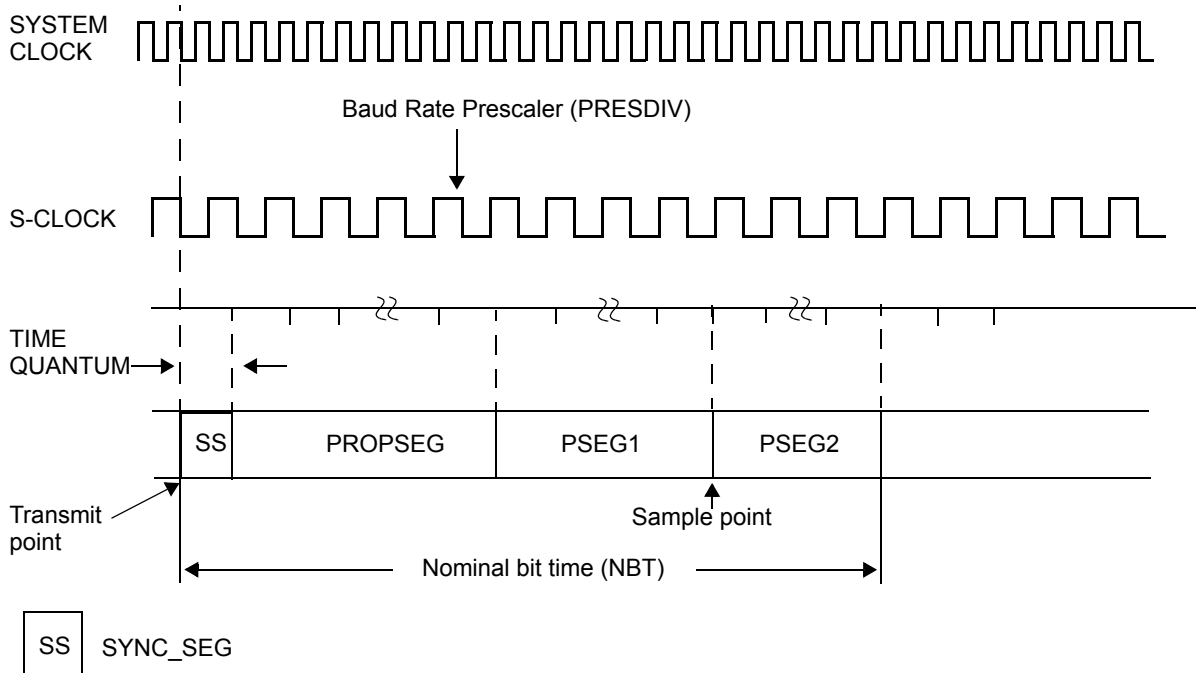 SYSTEM
CLOCK
Baud Rate Prescaler (PRESDIV)
S-CLOCK
TIME
QUANTUM
SS
PROPSEG
PSEG1
PSEG2
Transmit
point
Sample point
Nominal bit time (NBT)
SS
SYNC_SEG